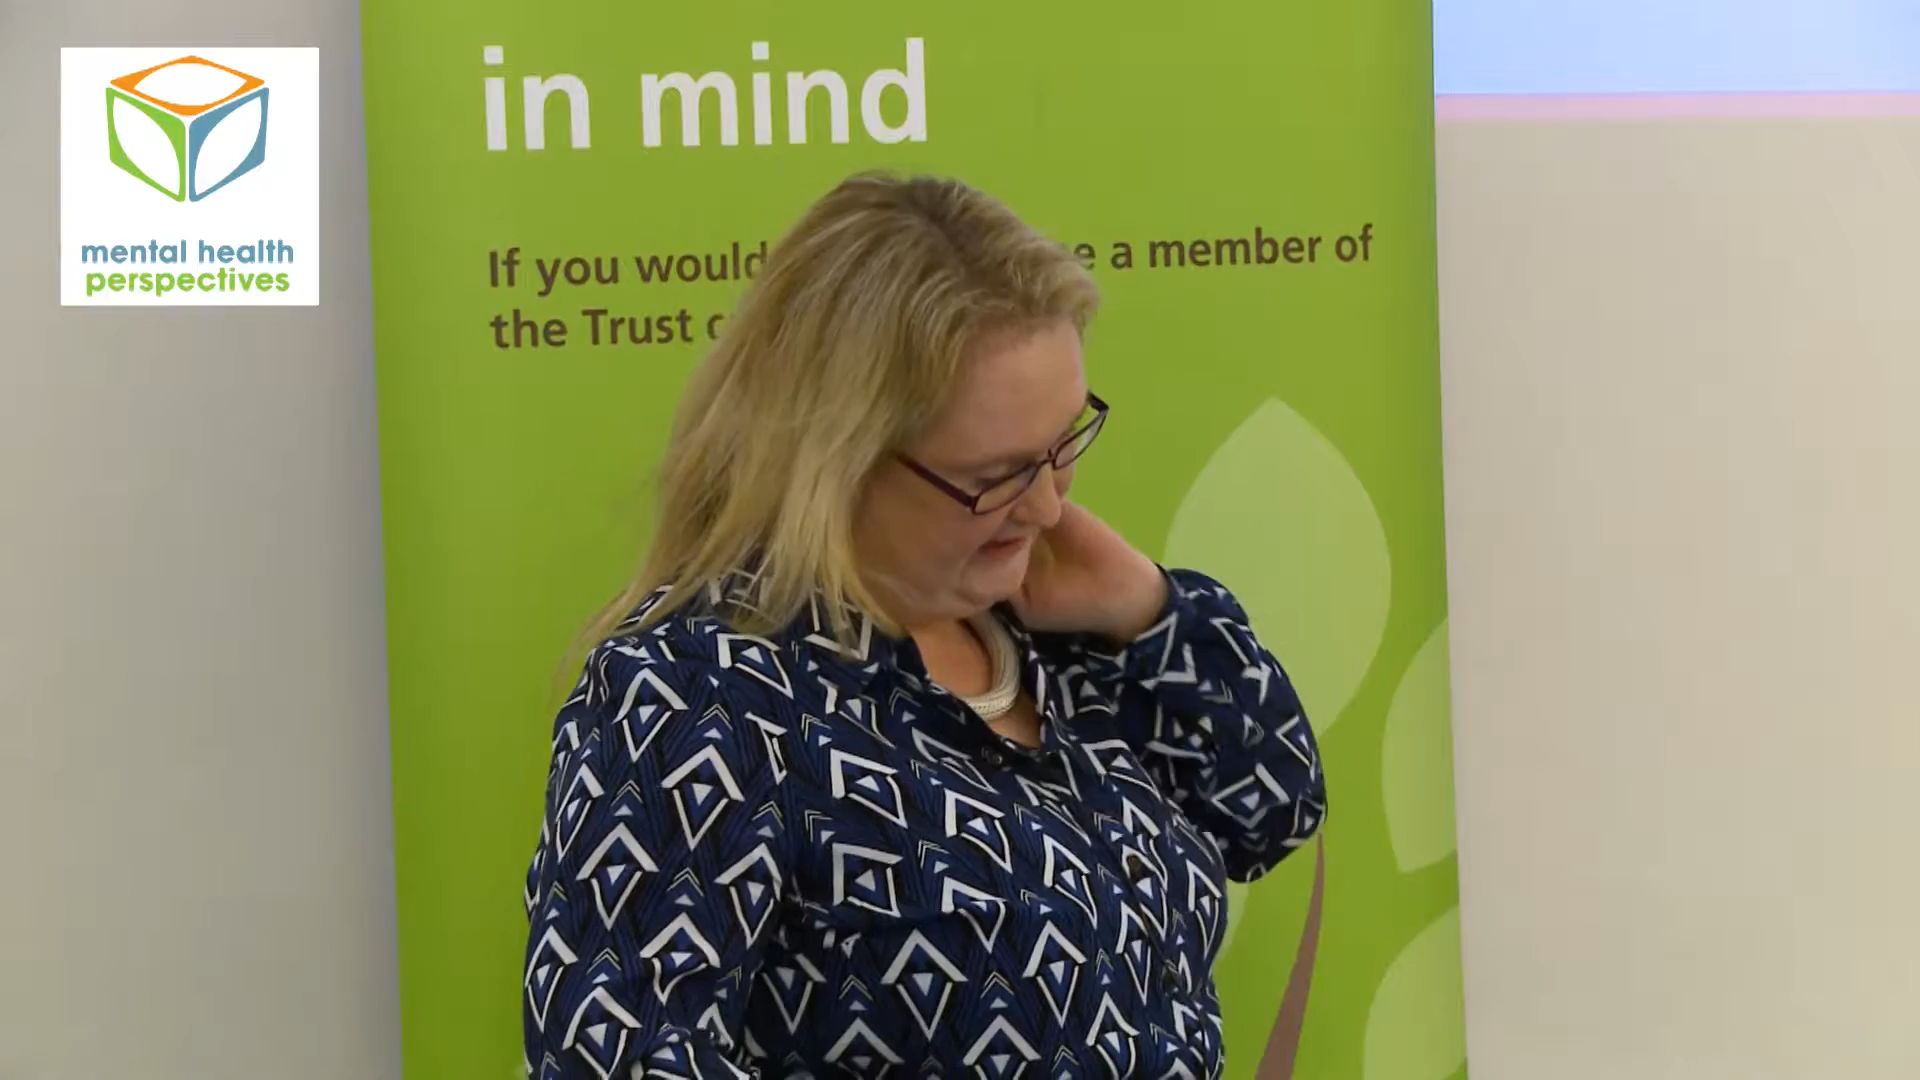 mental health
perspectives
in mind
If you would a member of
the Trust